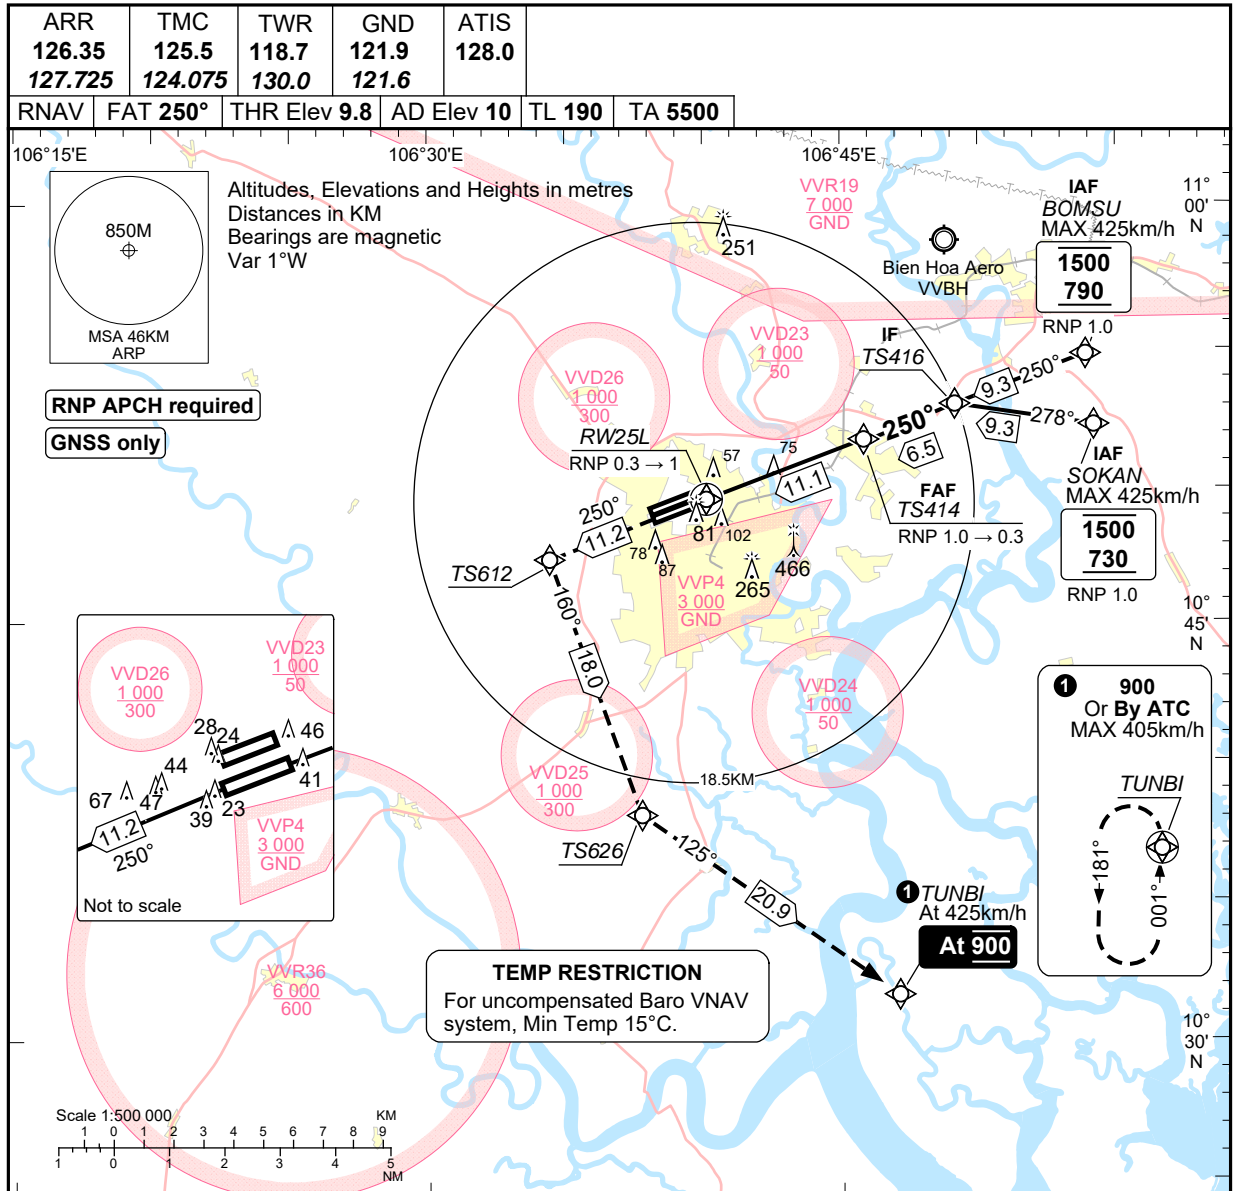 ARR TMC TWR GND ATIS
126.35 125.5 118.7 121.9 128.0
127.725 124.075 130.0 121.6
RNAV FAT 250° THR Elev 9.8 AD Elev 10 TL 190 TA 5500
106°15'E 106°30'E 106°45'E
11°
00'
N
850M
MSA 46KM
ARP
Altitudes, Elevations and Heights in metres
Distances in KM
Bearings are magnetic
Var 1°W
RNP APCH required
GNSS only
VVR19
7 000
GND
IAF
BOMSU
MAX 425km/h
1500
790
RNP 1.0
251
Bien Hoa Aero
VVBH
VVD23
1 000
50
IF
TS416
VVD26
1 000
300
9.3
250°
278°
9.3
250°
6.5
RW25L
RNP 0.3 → 1
57
75
11.1
FAF
TS414
RNP 1.0 → 0.3
IAF
SOKAN
MAX 425km/h
1500
730
RNP 1.0
250°
11.2
81
102
78
87
265
466
TS612
VVP4
3 000
GND
160°
18.0
10°
45'
N
VVD26
1 000
300
VVD23
1 000
50
28
24
46
44
67
47
41
39
23
11.2
250°
VVP4
3 000
GND
Not to scale
VVD24
1 000
50
VVD25
1 000
300
18.5KM
TS626
125°
20.9
1 TUNBI
At 425km/h
At 900
1 900
Or By ATC
MAX 405km/h
TUNBI
181°
001°
VVR36
6 000
600
TEMP RESTRICTION
For uncompensated Baro VNAV
system, Min Temp 15°C.
10°
30'
N
Scale 1:500 000 KM
1 0 1 2 3 4 5 6 7 8 9
1 0 1 2 3 4 5
NM